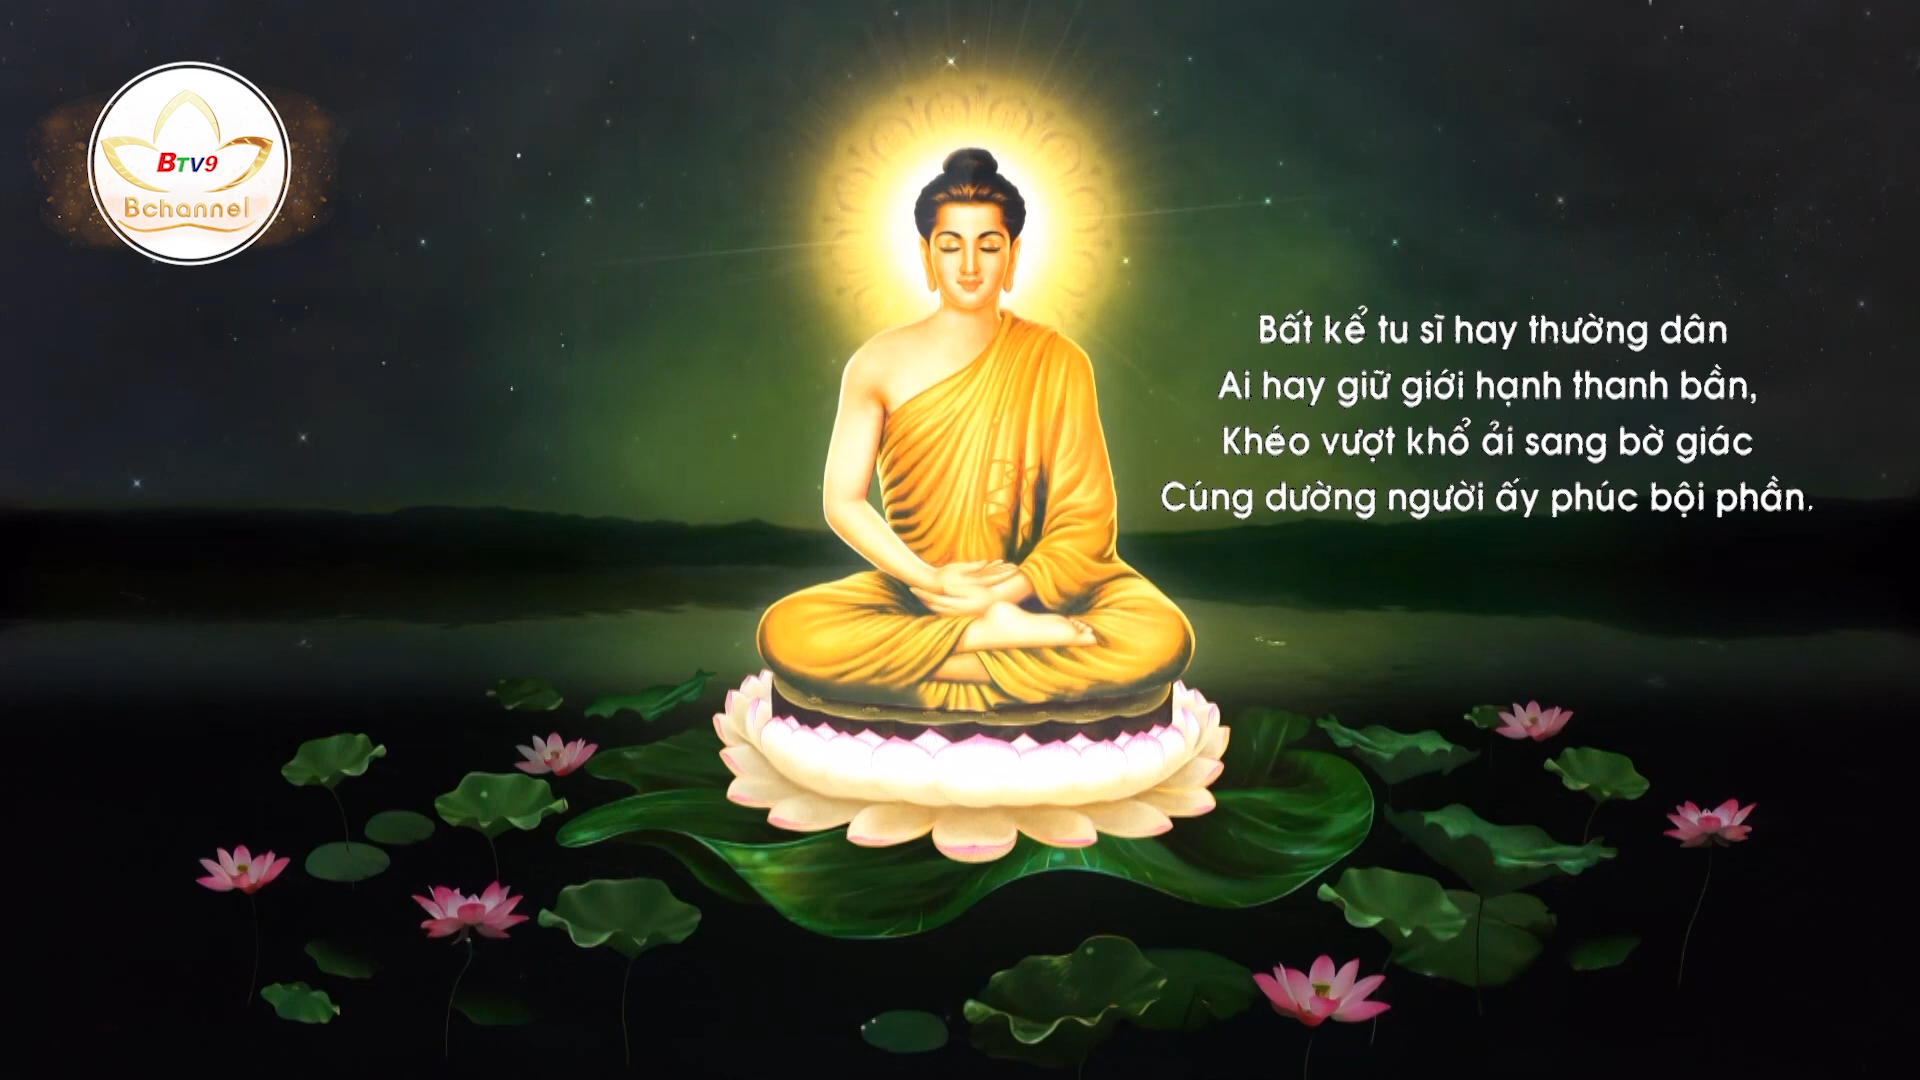 BTV9
Bchannel
Bất kể tu sĩ hay thường dân
Ai hay giữ giới hạnh thanh bần,
Khéo vượt khổ ải sang bờ giác
Cúng dường người ấy phúc bội phần.